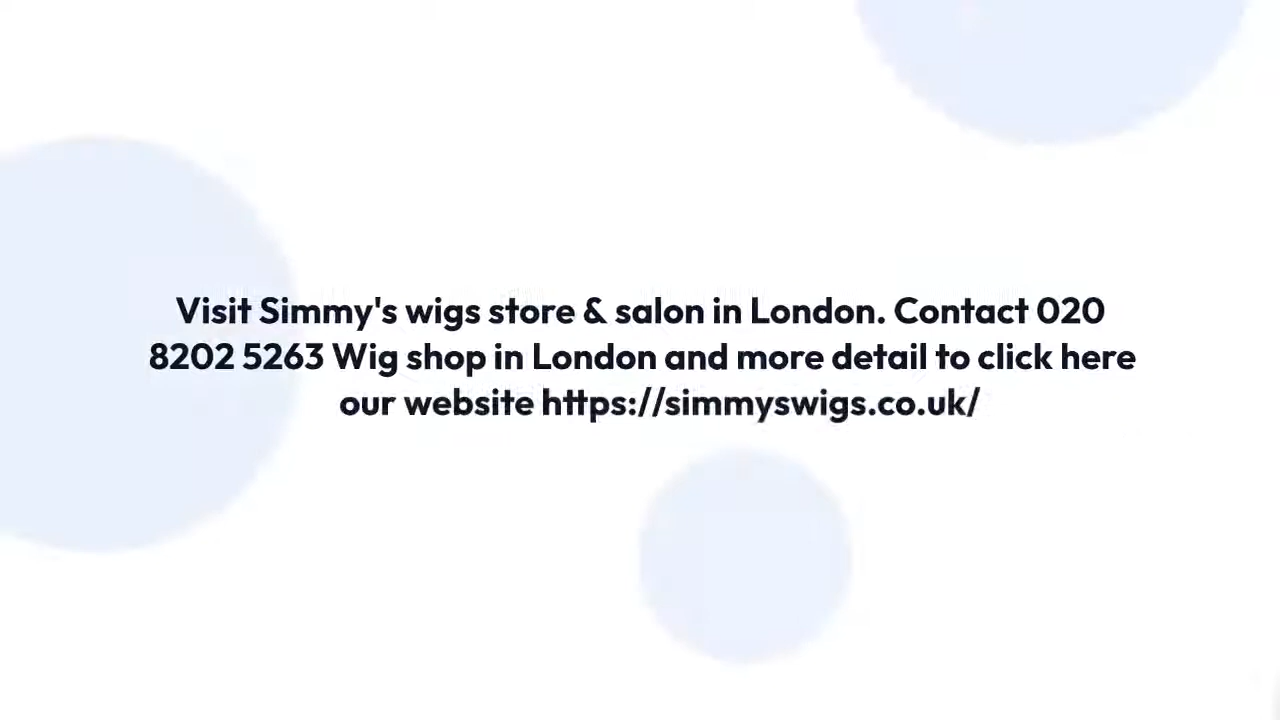 Visit Simmy's wigs store & salon in London. Contact 020
8202 5263 Wig shop in London and more detail to click here
our website https://simmyswigs.co.uk/